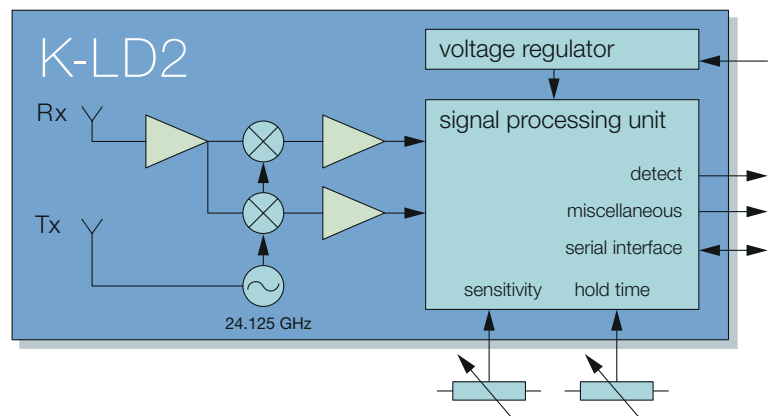 K-LD2
voltage regulator
Rx
signal processing unit
detect
miscellaneous
Tx
serial interface
sensitivity hold time
24.125 GHz